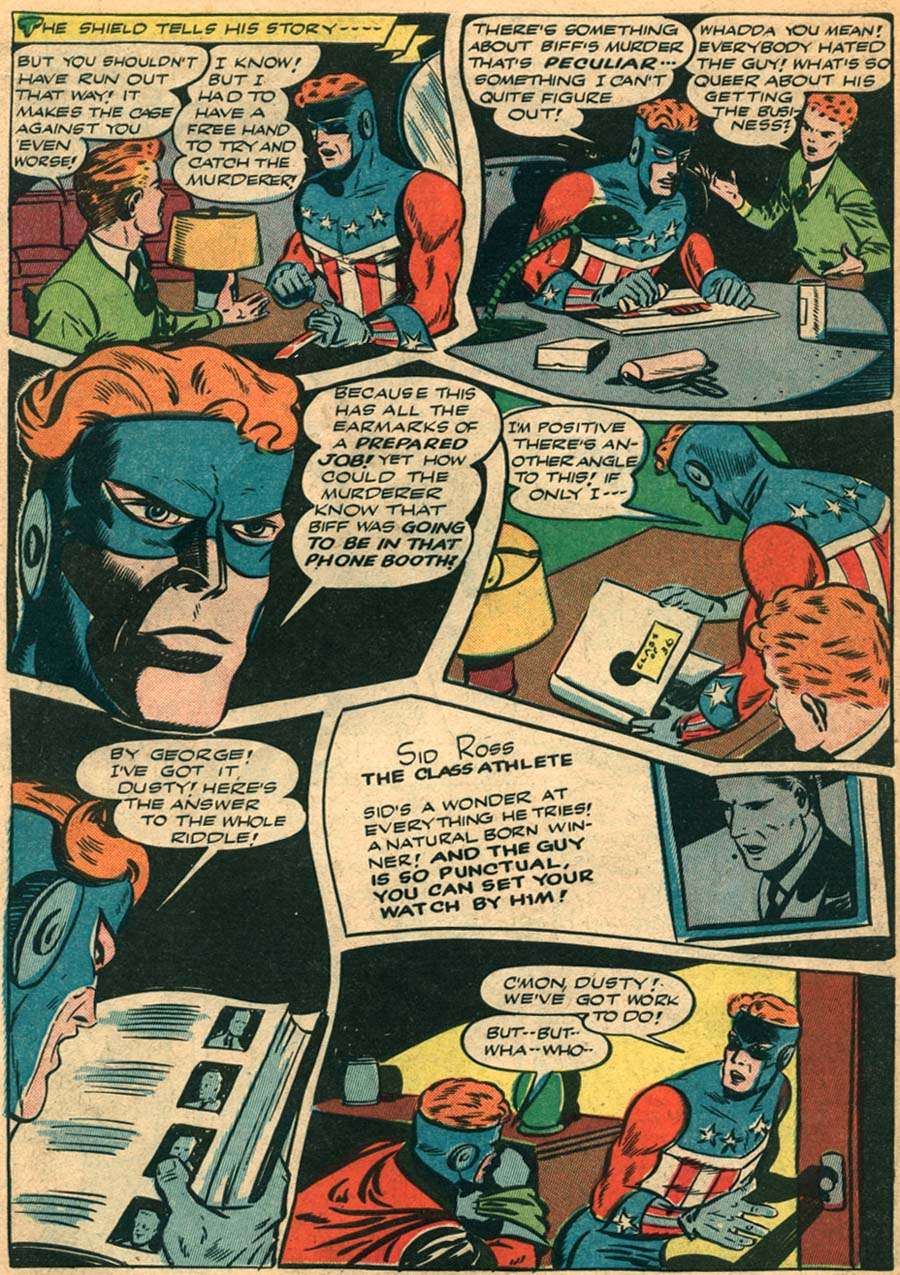 THE SHIELD TELLS HIS STORY----
BUT YOU SHOULDN'T
HAVE RUN OUT
THAT WAY! IT
MAKES THE CASE
AGAINST YOU
EVEN
WORSE!
I KNOW!
BUT I
HAD TO
HAVE A
FREE HAND
TO TRY AND
CATCH THE
MURDERER!
THERE'S SOMETHING
ABOUT BIFF'S MURDER
THAT'S PECULIAR---
SOMETHING I CAN'T
QUITE FIGURE
OUT!
WHADDA YOU MEAN!
EVERYBODY HATED
THE GUY! WHAT'S SO
QUEER ABOUT HIS
GETTING
THE BUSI-
NESS?
BECAUSE THIS
HAS ALL THE
EARMARKS OF
A PREPARED
JOB! YET HOW
COULD THE
MURDERER
KNOW THAT
BIFF WAS GOING
TO BE IN THAT
PHONE BOOTH!
I'M POSITIVE
THERE'S AN-
OTHER ANGLE
TO THIS! IF
ONLY I---
CLASS
OF
36
BY GEORGE!
I'VE GOT IT,
DUSTY! HERE'S
THE ANSWER
TO THE WHOLE
RIDDLE!
SID ROSS
THE CLASS ATHLETE
SID'S A WONDER AT
EVERYTHING HE TRIES!
A NATURAL BORN WIN-
NER! AND THE GUY
IS SO PUNCTUAL,
YOU CAN SET YOUR
WATCH BY HIM!
C'MON, DUSTY!
WE'VE GOT WORK
TO DO!
BUT--BUT--
WHA--WHO--